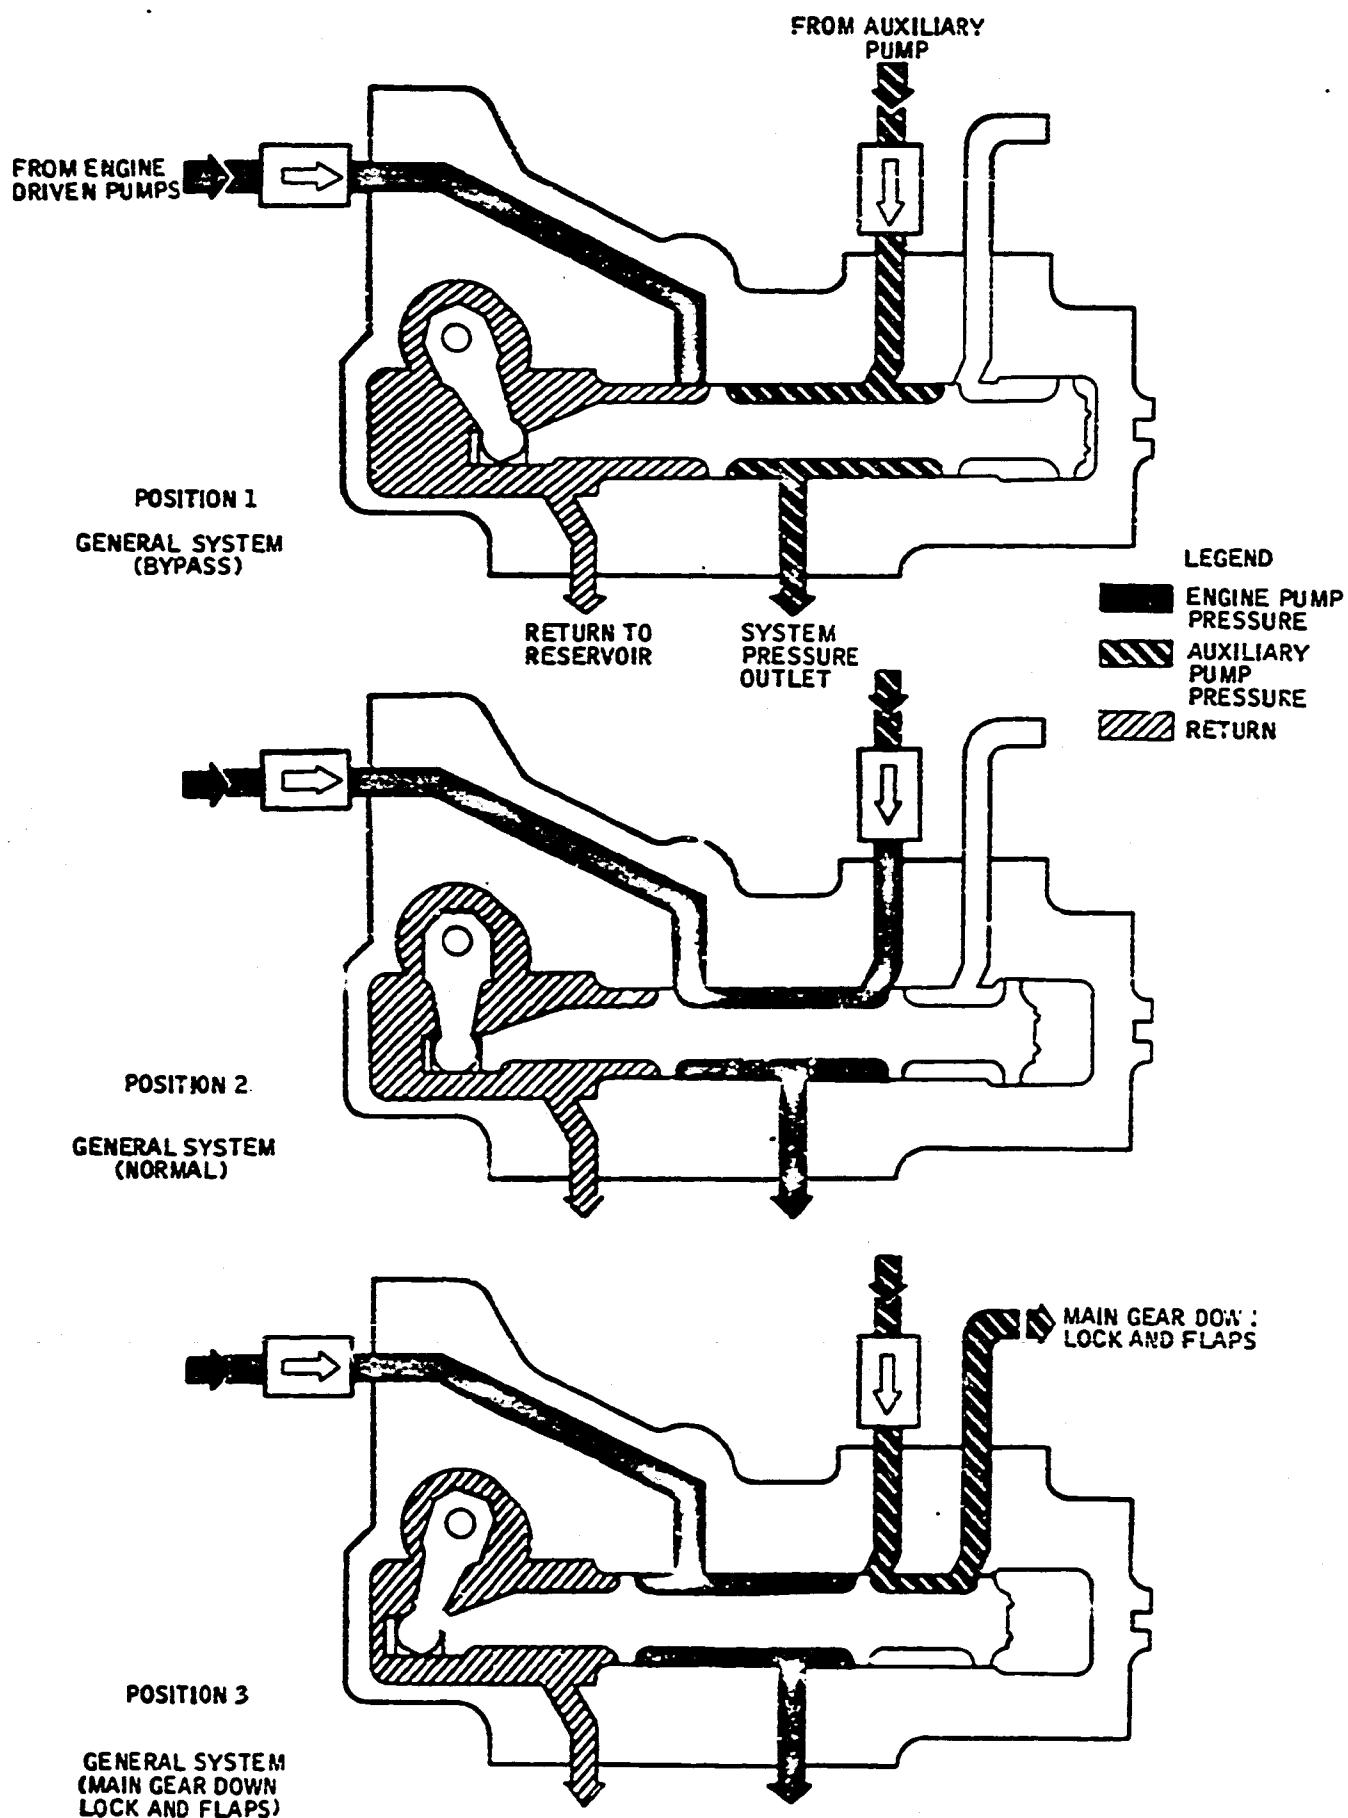 FROM AUXILIARY
PUMP
FROM ENGINE
DRIVEN PUMPS
POSITION 1
GENERAL SYSTEM
(BYPASS)
RETURN TO
RESERVOIR
SYSTEM
PRESSURE
OUTLET
LEGEND
ENGINE PUMP
PRESSURE
AUXILIARY
PUMP
PRESSURE
RETURN
POSITION 2
GENERAL SYSTEM
(NORMAL)
MAIN GEAR DOWN
LOCK AND FLAPS
POSITION 3
GENERAL SYSTEM
(MAIN GEAR DOWN
LOCK AND FLAPS)